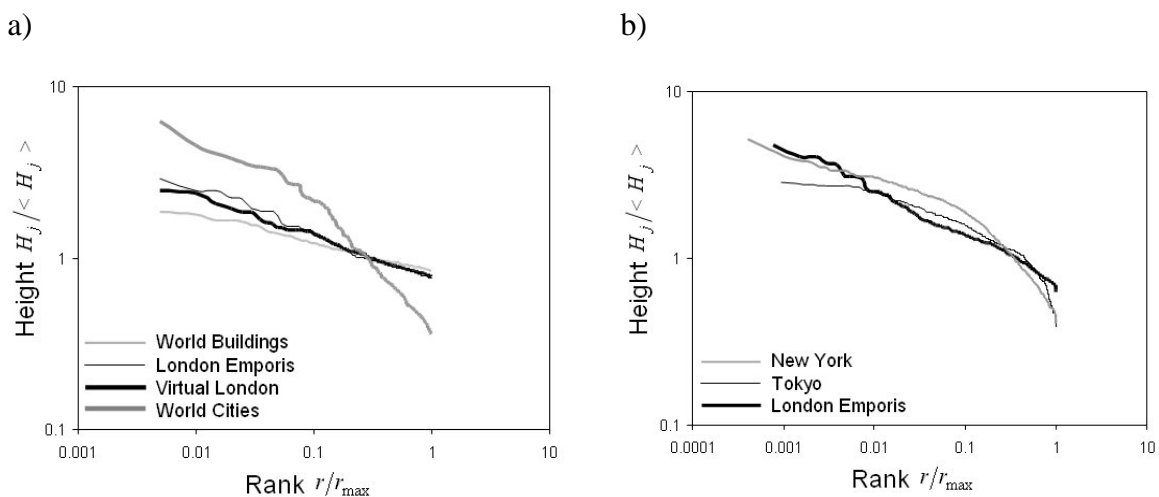 a)
10
1
0.1
0.001
0.01
0.1
1
10
Height H_j / < H_j >
Rank r/r_max
World Buildings
London Emporis
Virtual London
World Cities
b)
10
1
0.1
0.0001
0.001
0.01
0.1
1
10
Height H_j / < H_j >
Rank r/r_max
New York
Tokyo
London Emporis